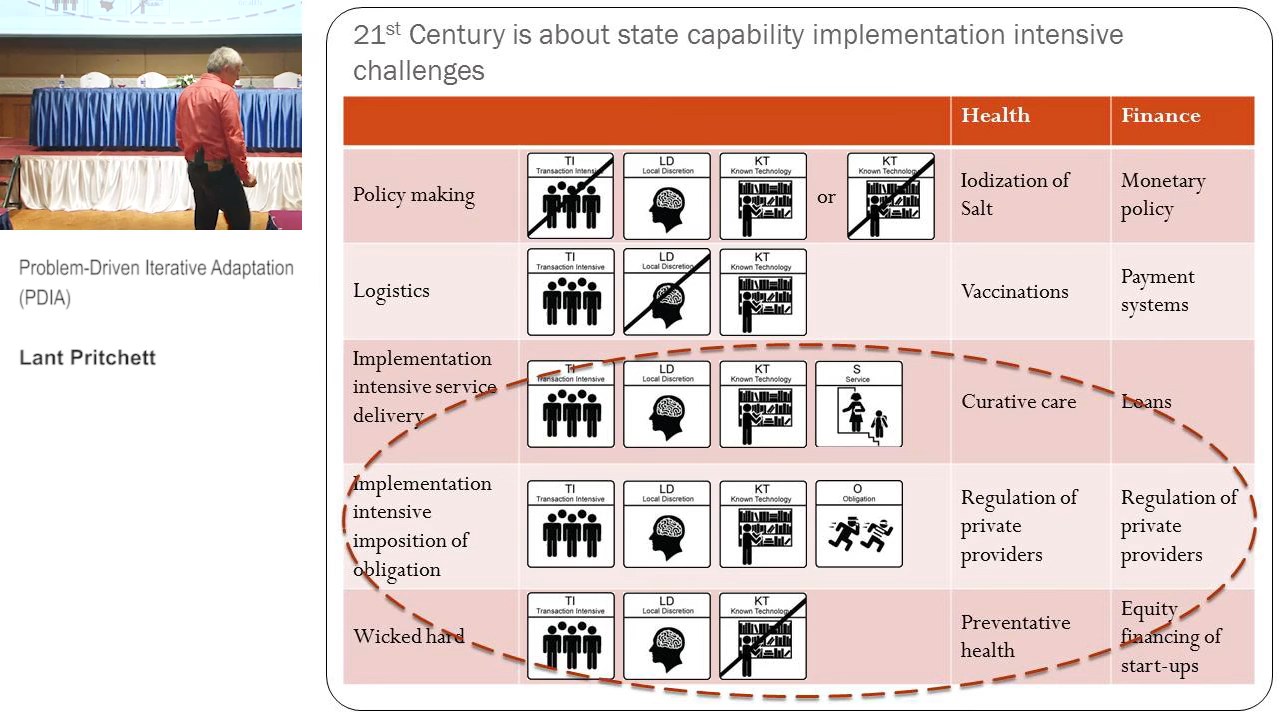 21st Century is about state capability implementation intensive
challenges
Health
Finance
Policy making
TI
Transaction Intensive
LD
Local Discretion
KT
Known Technology
or
KT
Known Technology
Iodization of
Salt
Monetary
policy
Logistics
TI
Transaction Intensive
LD
Local Discretion
KT
Known Technology
Vaccinations
Payment
systems
Implementation
intensive service
delivery
TI
Transaction Intensive
LD
Local Discretion
KT
Known Technology
S
Service
Curative care
Loans
Implementation
intensive
imposition of
obligation
TI
Transaction Intensive
LD
Local Discretion
KT
Known Technology
O
Obligation
Regulation of
private
providers
Regulation of
private
providers
Wicked hard
TI
Transaction Intensive
LD
Local Discretion
KT
Known Technology
Preventative
health
Equity
financing of
start-ups
Problem-Driven Iterative Adaptation
(PDIA)
Lant Pritchett